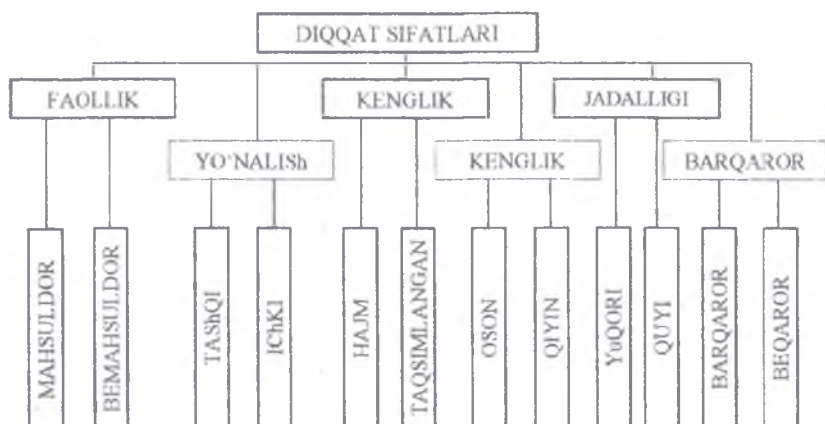 DIQQAT SIFATLARI
FAOLLIK
KENGLIK
JADALLIGI
YO‘NALISh
KENGLIK
BARQAROR
MAHSULDOR
BEMAHSULDOR
TAShQI
IChKI
HAJM
TAQSIMLANGAN
OSON
QIYIN
YuQORI
QUYI
BARQAROR
BEQAROR